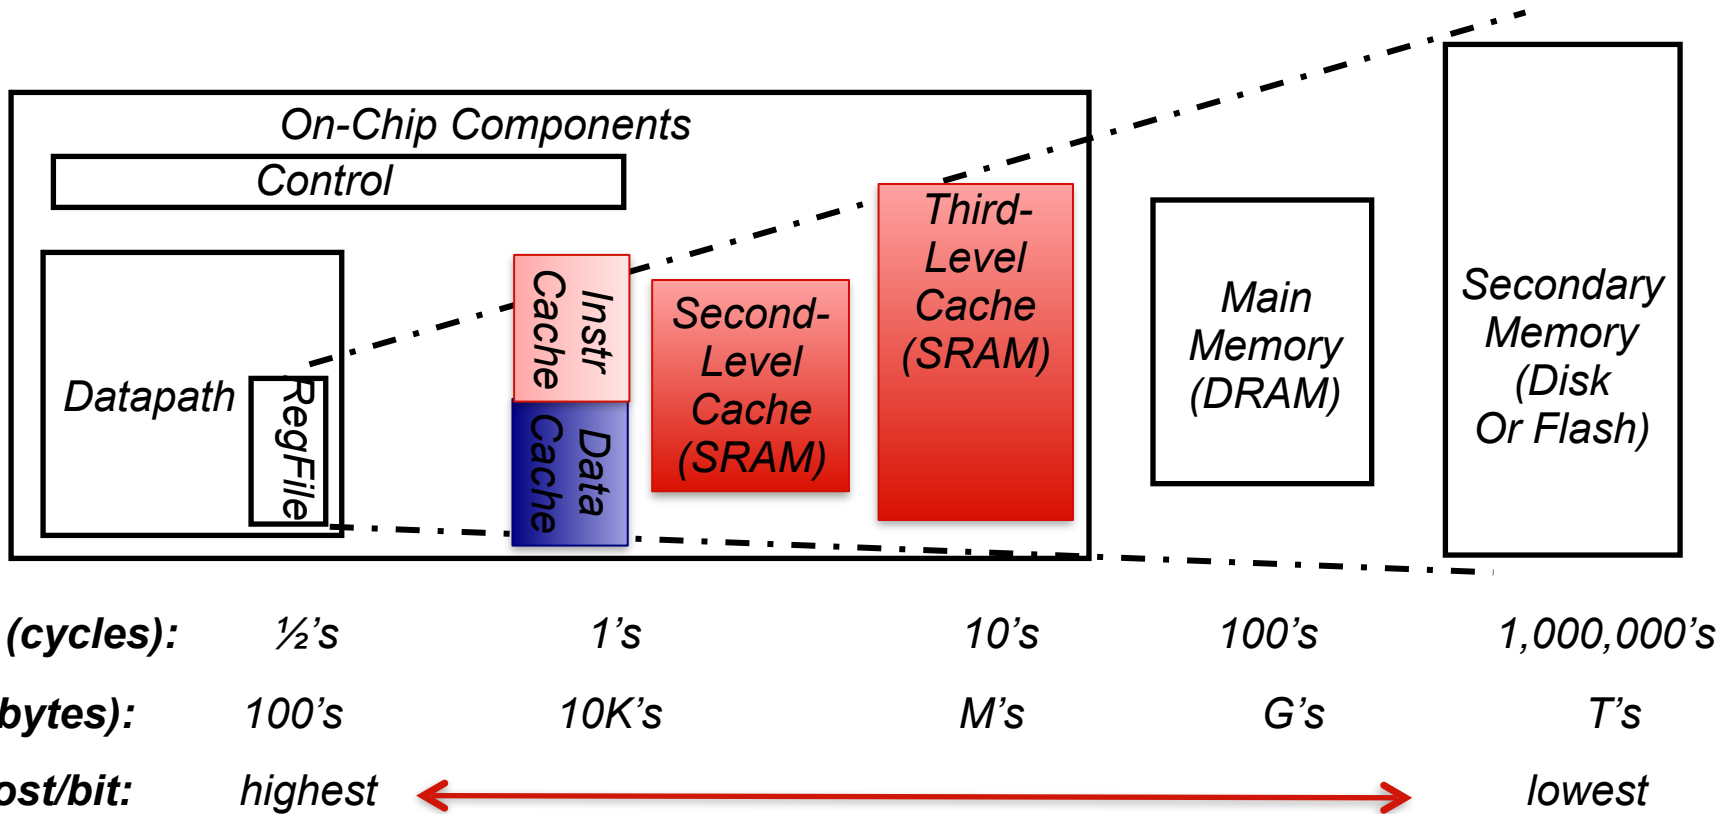 On-Chip Components
Control
Datapath
RegFile
Instr
Cache
Data
Cache
Second-
Level
Cache
(SRAM)
Third-
Level
Cache
(SRAM)
Main
Memory
(DRAM)
Secondary
Memory
(Disk
Or Flash)
(cycles): ½’s 1’s 10’s 100’s 1,000,000’s
bytes): 100’s 10K’s M’s G’s T’s
ost/bit: highest lowest